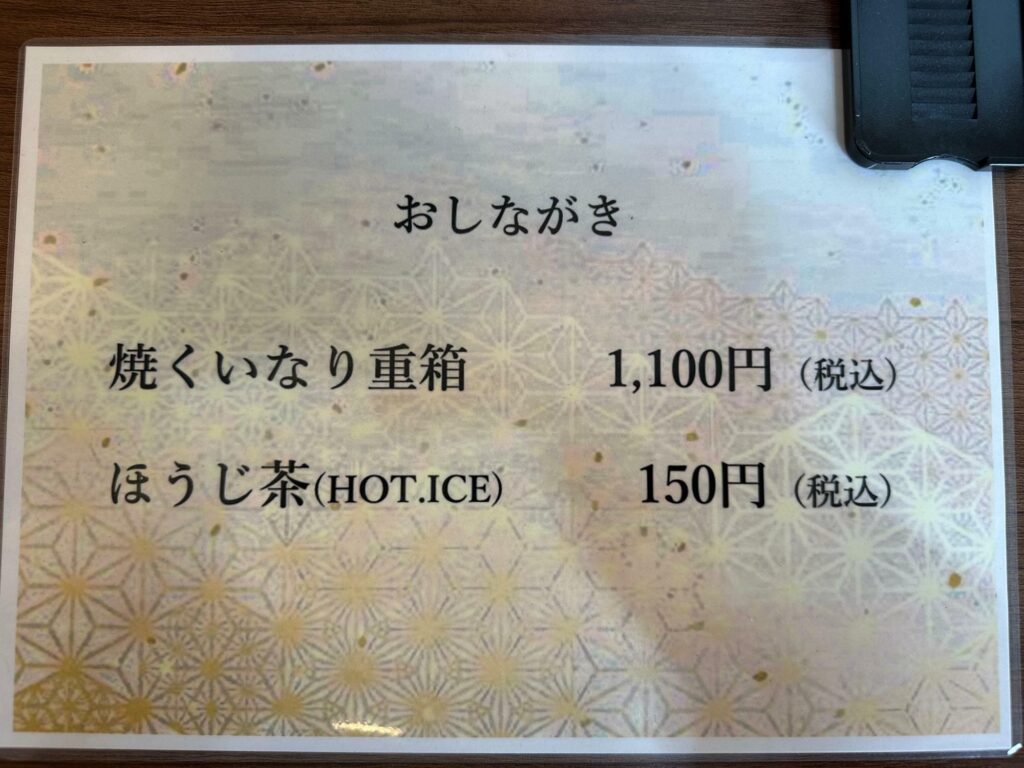 おしながき
焼くいなり重箱 1,100円 (税込)
ほうじ茶(HOT.ICE) 150円 (税込)